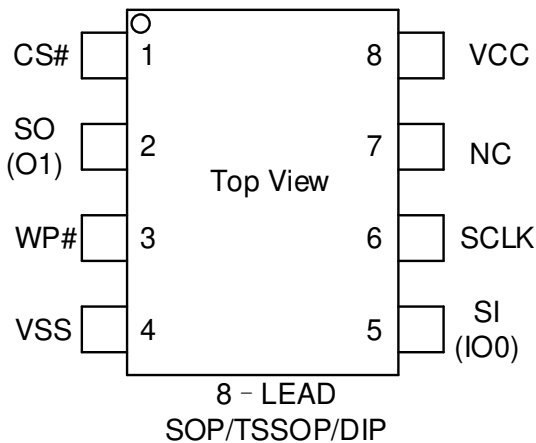 CS# 1 8 VCC
SO
(O1) 2 7 NC
Top View
WP# 3 6 SCLK
VSS 4 5 SI
(IO0)
8 – LEAD
SOP/TSSOP/DIP